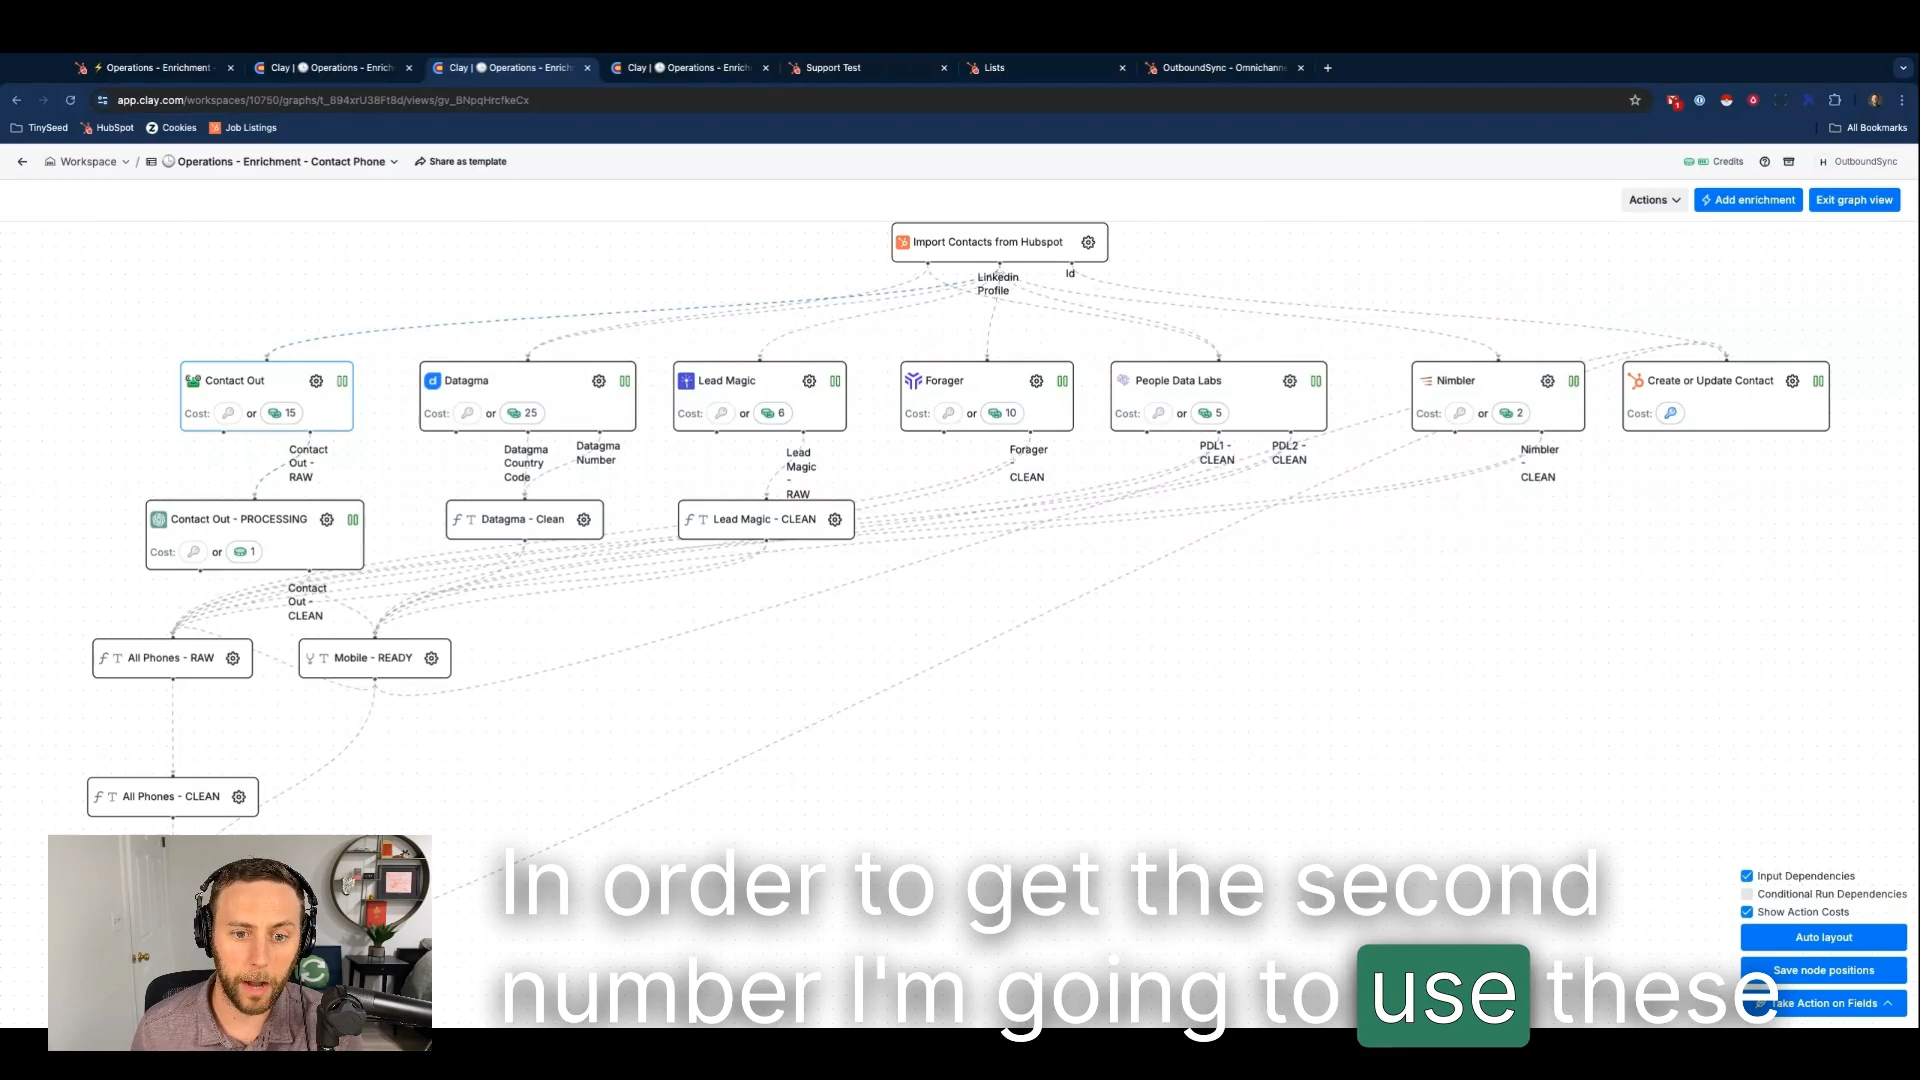 ⚡ Operations - Enrichment -
Clay | 🕒 Operations - Enrich
Clay | 🕒 Operations - Enrich
Clay | 🕒 Operations - Enrich
Support Test
Lists
OutboundSync - Omnichann
app.clay.com/workspaces/10750/graphs/t_894xrU38Ft8d/views/gv_BNpqHrcfkeCx
TinySeed
HubSpot
Cookies
Job Listings
All Bookmarks
Workspace / 🕒 Operations - Enrichment - Contact Phone
Share as template
Credits
H OutboundSync
Actions
Add enrichment
Exit graph view
Import Contacts from Hubspot
Linkedin
Profile
Id
Contact Out
Cost: or 15
Datagma
Cost: or 25
Lead Magic
Cost: or 6
Forager
Cost: or 10
People Data Labs
Cost: or 5
Nimbler
Cost: or 2
Create or Update Contact
Cost:
Contact
Out -
RAW
Datagma
Country
Code
Datagma
Number
Lead
Magic
-
RAW
Forager
-
CLEAN
PDL1 -
CLEAN
PDL2 -
CLEAN
Nimbler
-
CLEAN
Contact Out - PROCESSING
Cost: or 1
Datagma - Clean
Lead Magic - CLEAN
Contact
Out -
CLEAN
All Phones - RAW
Mobile - READY
All Phones - CLEAN
Input Dependencies
Conditional Run Dependencies
Show Action Costs
Auto layout
Save node positions
Take Action on Fields
In order to get the second
number I'm going to use these